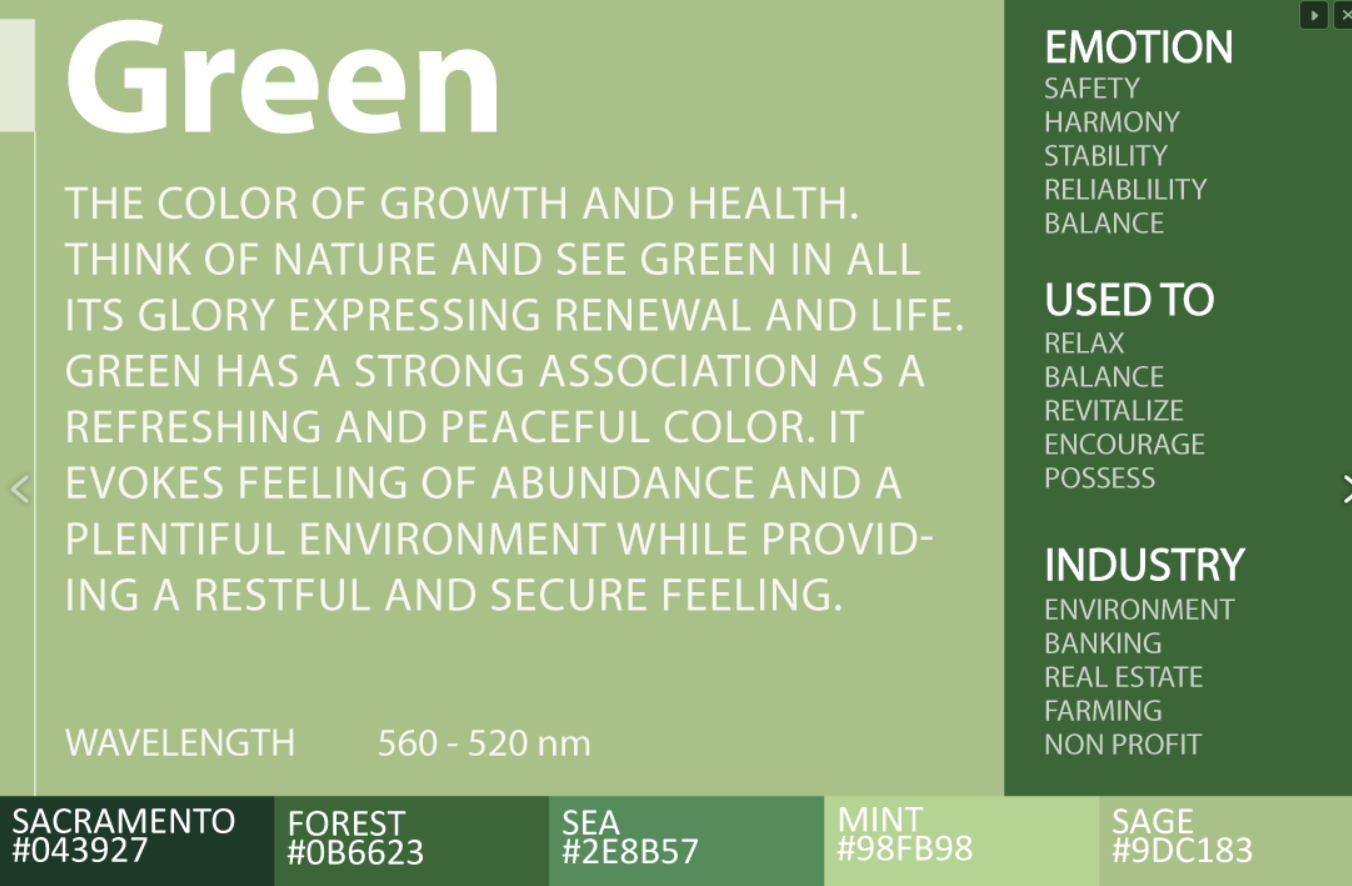 Green
THE COLOR OF GROWTH AND HEALTH.
THINK OF NATURE AND SEE GREEN IN ALL
ITS GLORY EXPRESSING RENEWAL AND LIFE.
GREEN HAS A STRONG ASSOCIATION AS A
REFRESHING AND PEACEFUL COLOR. IT
EVOKES FEELING OF ABUNDANCE AND A
PLENTIFUL ENVIRONMENT WHILE PROVID-
ING A RESTFUL AND SECURE FEELING.
WAVELENGTH 560 - 520 nm
EMOTION
SAFETY
HARMONY
STABILITY
RELIABLILITY
BALANCE
USED TO
RELAX
BALANCE
REVITALIZE
ENCOURAGE
POSSESS
INDUSTRY
ENVIRONMENT
BANKING
REAL ESTATE
FARMING
NON PROFIT
SACRAMENTO
#043927
FOREST
#0B6623
SEA
#2E8B57
MINT
#98FB98
SAGE
#9DC183